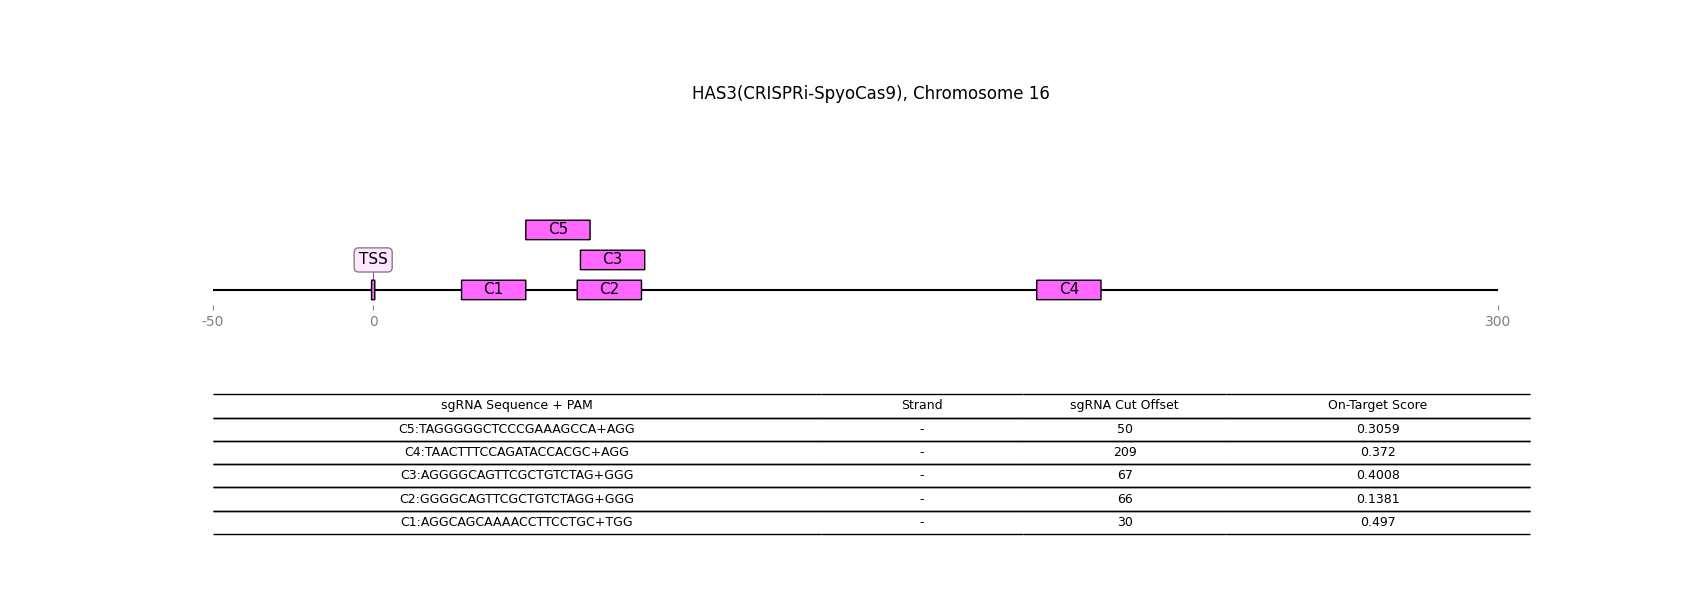 HAS3(CRISPRi-SpyoCas9), Chromosome 16
C5
TSS C3
C1 C2 C4
-50 0 300
sgRNA Sequence + PAM Strand sgRNA Cut Offset On-Target Score
C5:TAGGGGGCTCCCGAAAGCCA+AGG - 50 0.3059
C4:TAACTTTCCAGATACCACGC+AGG - 209 0.372
C3:AGGGGCAGTTCGCTGTCTAG+GGG - 67 0.4008
C2:GGGGCAGTTCGCTGTCTAGG+GGG - 66 0.1381
C1:AGGCAGCAAAACCTTCCTGC+TGG - 30 0.497